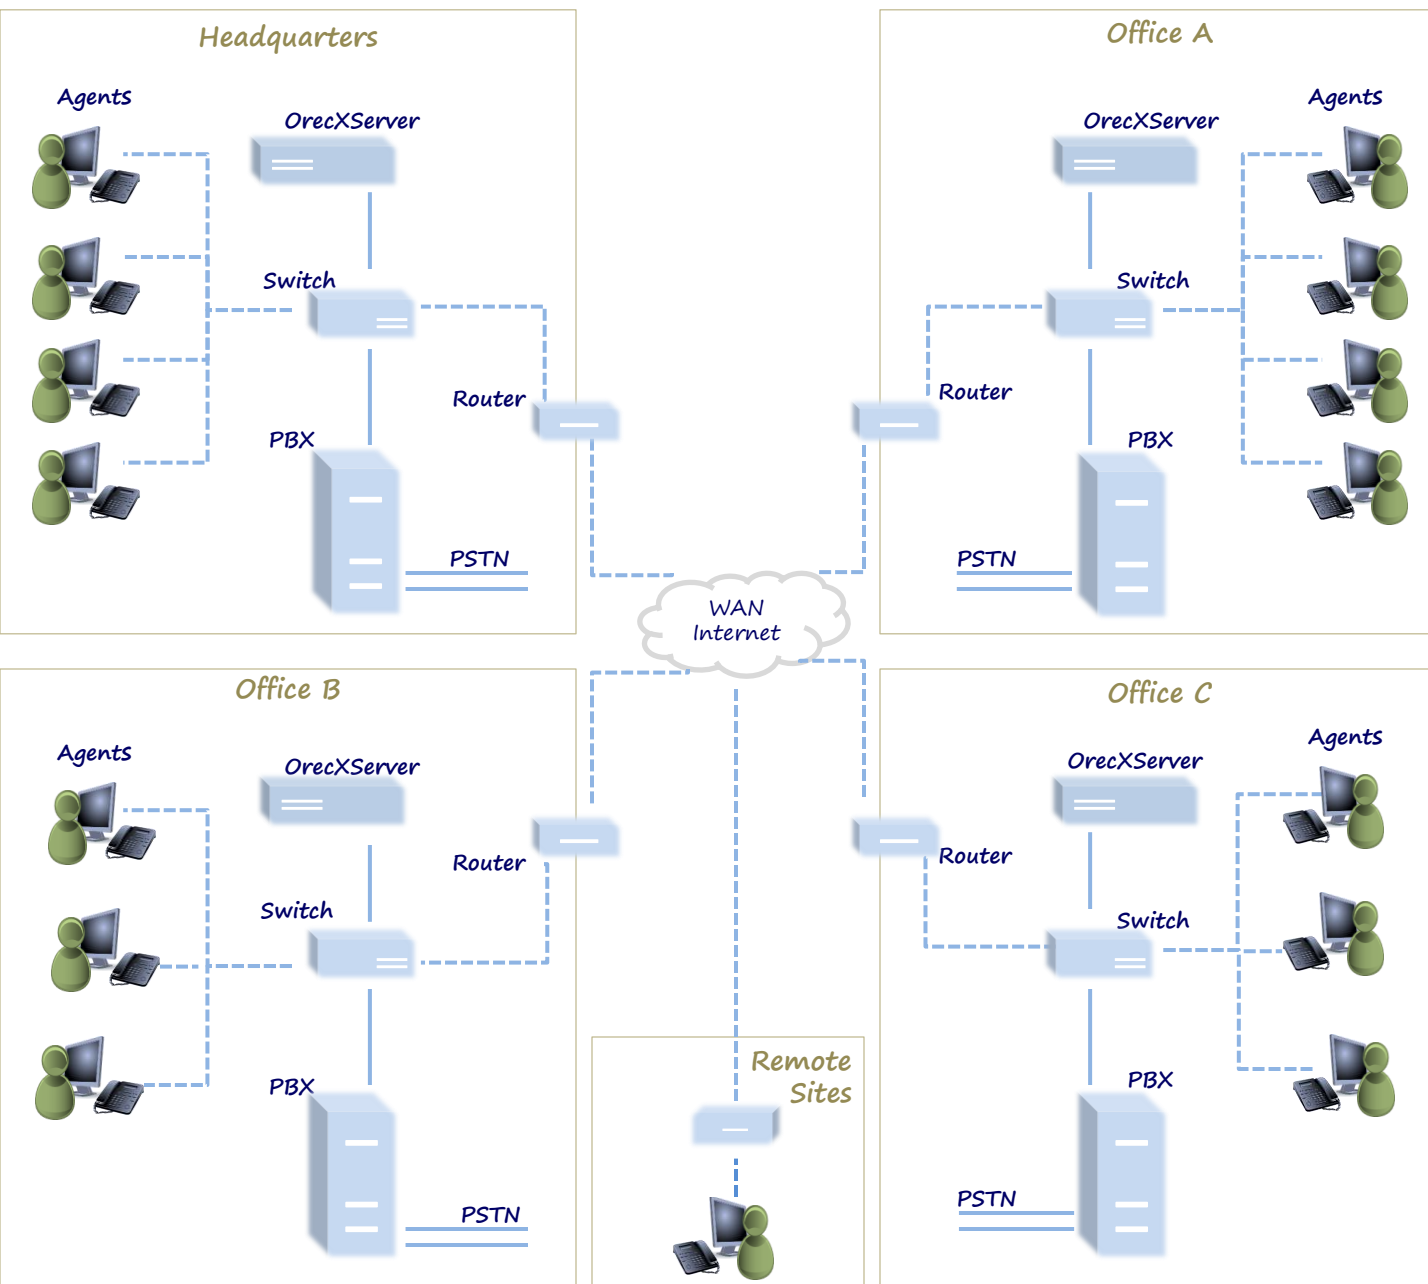 Headquarters
Agents
OrecXServer
Switch
Router
PBX
PSTN
Office A
OrecXServer
Agents
Switch
Router
PBX
PSTN
WAN
Internet
Office B
Agents
OrecXServer
Router
Switch
PBX
PSTN
Office C
OrecXServer
Agents
Router
Switch
PBX
PSTN
Remote
Sites